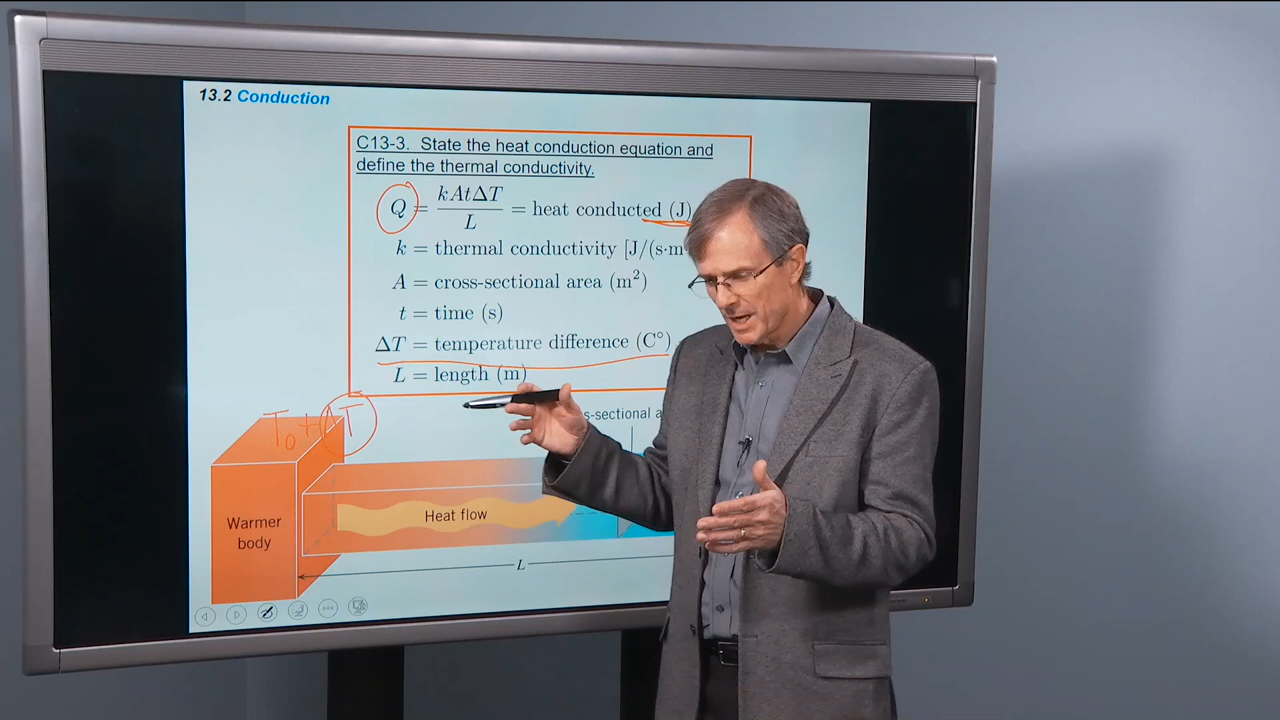 13.2 Conduction
C13-3. State the heat conduction equation and
define the thermal conductivity.
Q = kAtΔT / L = heat conducted (J)
k = thermal conductivity [J/(s·m
A = cross-sectional area (m²)
t = time (s)
ΔT = temperature difference (C°)
L = length (m)
T₀ + ΔT
s-sectional a
Warmer
body
Heat flow
L